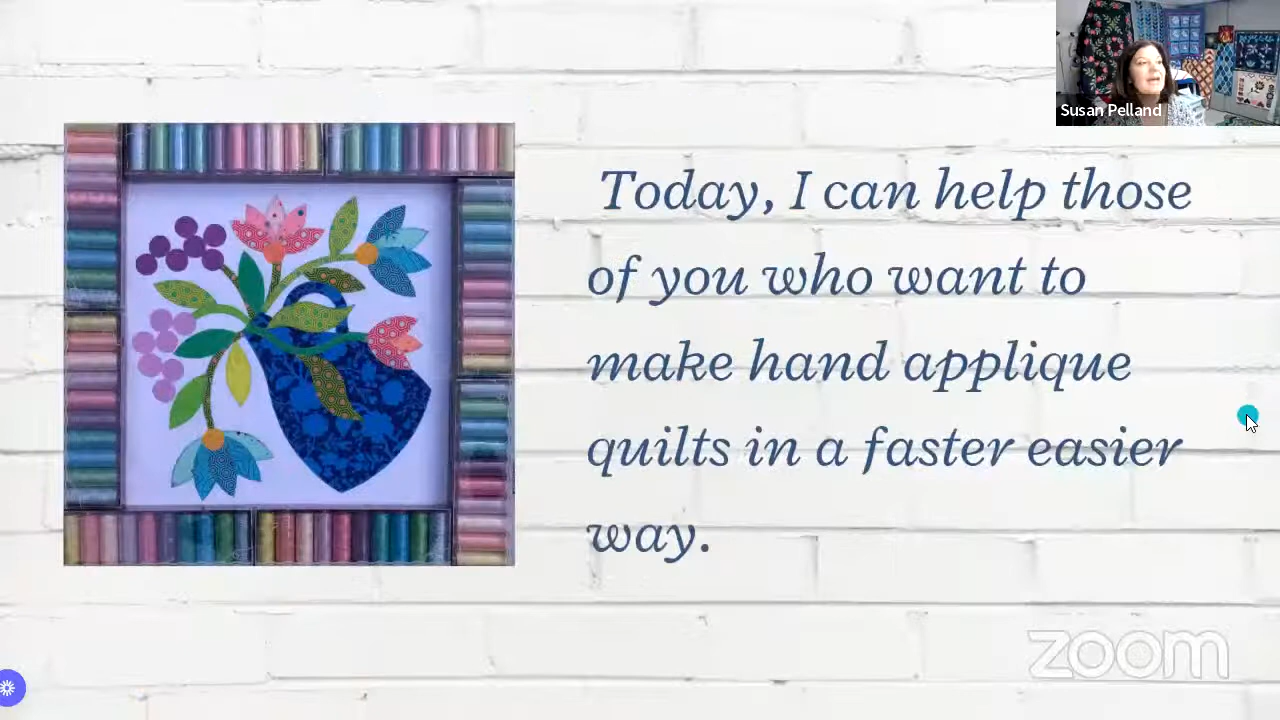 Susan Pelland
Today, I can help those
of you who want to
make hand applique
quilts in a faster easier
way.
zoom